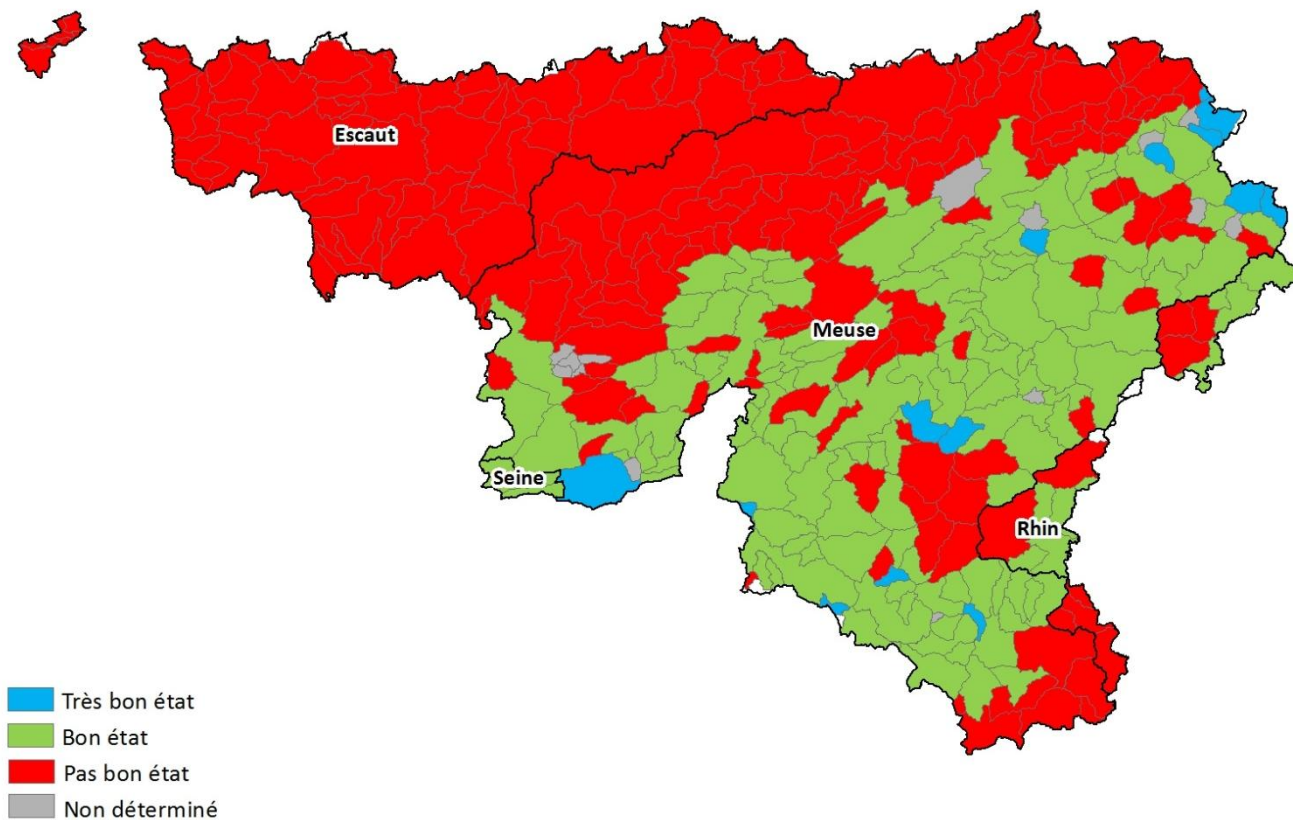 Escaut
Meuse
Seine
Rhin
Très bon état
Bon état
Pas bon état
Non déterminé